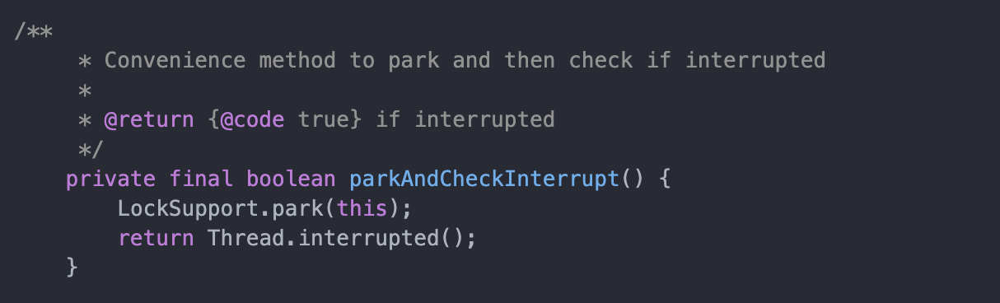 /**
* Convenience method to park and then check if interrupted
*
* @return {@code true} if interrupted
*/
private final boolean parkAndCheckInterrupt() {
LockSupport.park(this);
return Thread.interrupted();
}